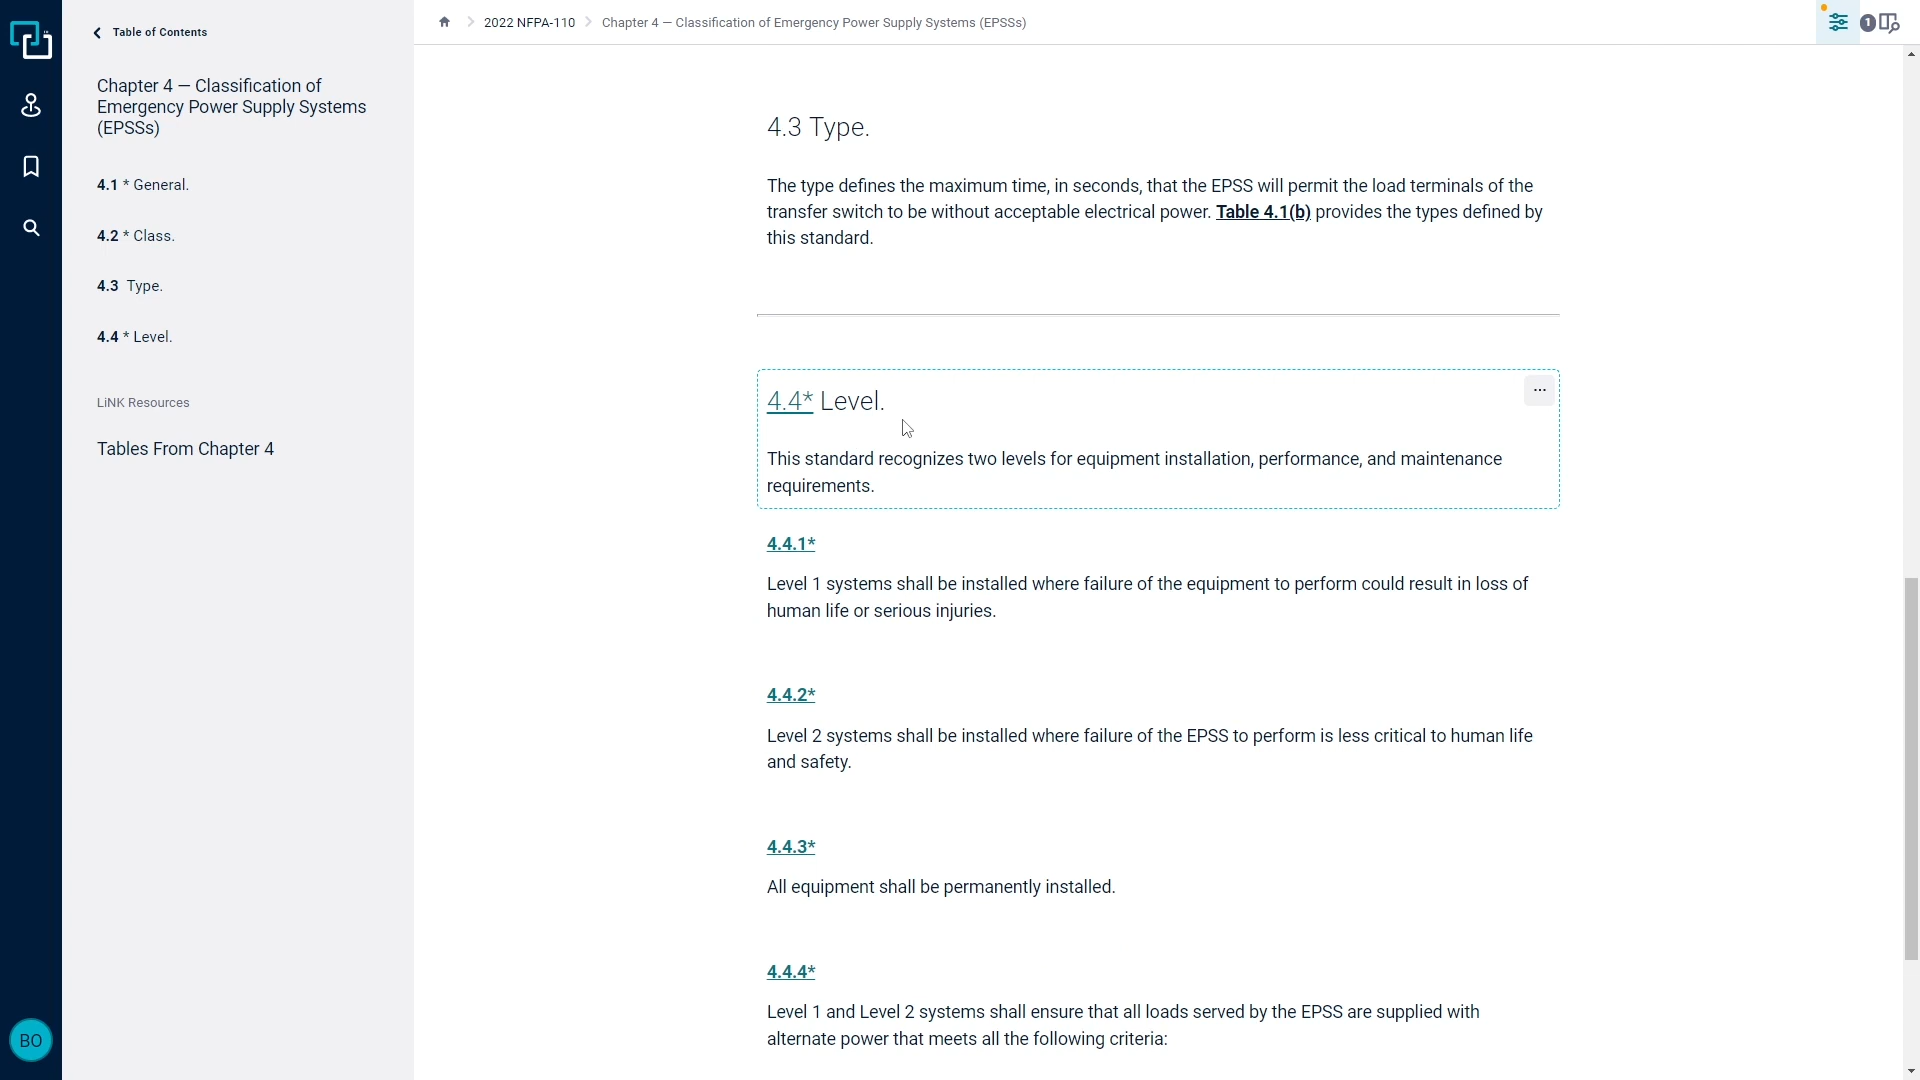 Table of Contents
2022 NFPA-110
Chapter 4 — Classification of Emergency Power Supply Systems (EPSSs)
1
Chapter 4 — Classification of
Emergency Power Supply Systems
(EPSSs)
4.1 * General.
4.2 * Class.
4.3 Type.
4.4 * Level.
LiNK Resources
Tables From Chapter 4
BO
4.3 Type.
The type defines the maximum time, in seconds, that the EPSS will permit the load terminals of the
transfer switch to be without acceptable electrical power. Table 4.1(b) provides the types defined by
this standard.
4.4* Level.
...
This standard recognizes two levels for equipment installation, performance, and maintenance
requirements.
4.4.1*
Level 1 systems shall be installed where failure of the equipment to perform could result in loss of
human life or serious injuries.
4.4.2*
Level 2 systems shall be installed where failure of the EPSS to perform is less critical to human life
and safety.
4.4.3*
All equipment shall be permanently installed.
4.4.4*
Level 1 and Level 2 systems shall ensure that all loads served by the EPSS are supplied with
alternate power that meets all the following criteria: